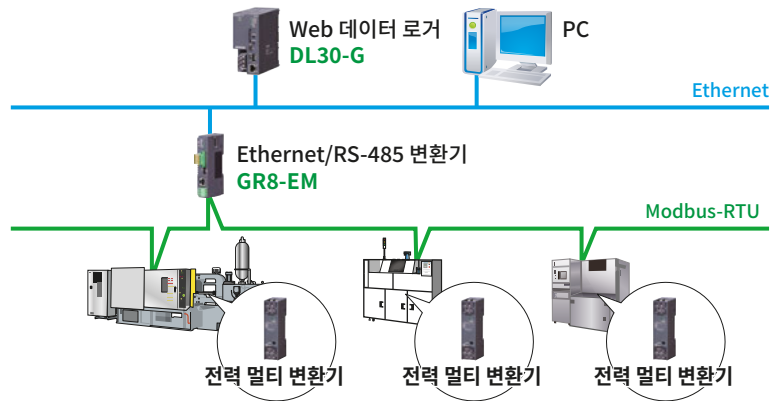 Web 데이터 로거
DL30-G
PC
Ethernet
Ethernet/RS-485 변환기
GR8-EM
Modbus-RTU
전력 멀티 변환기
전력 멀티 변환기
전력 멀티 변환기